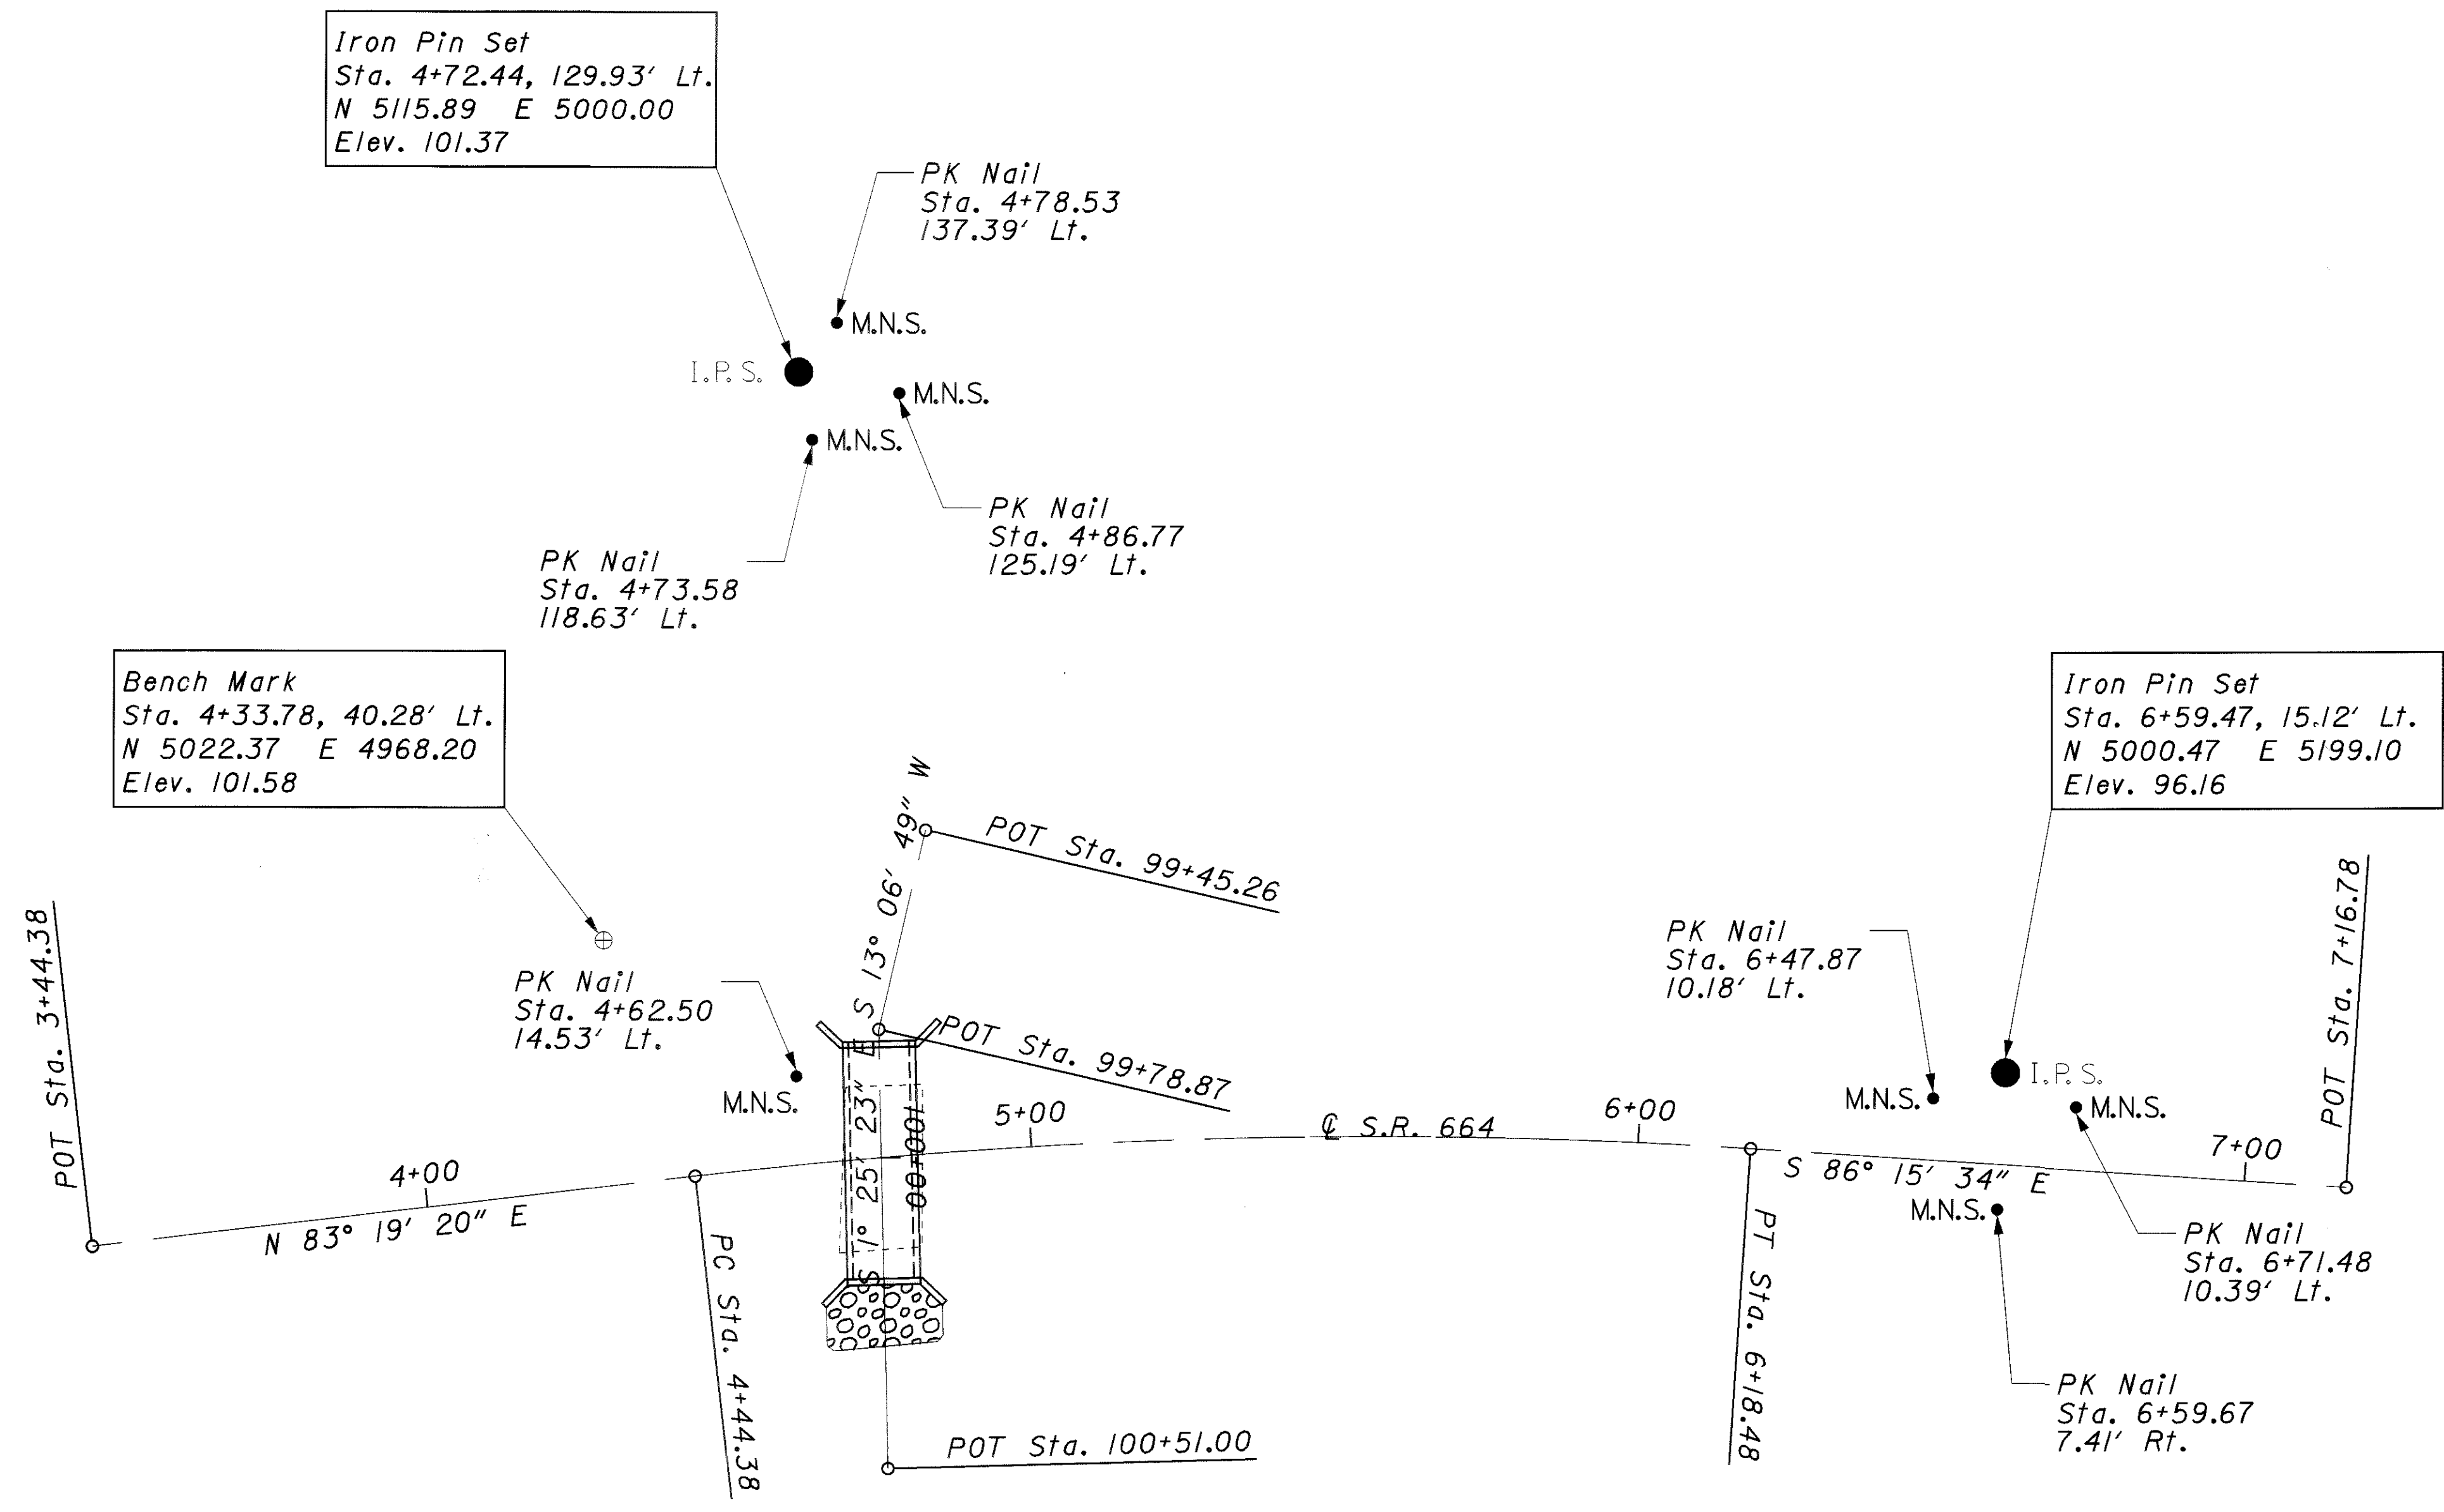 Iron Pin Set
Sta. 4+72.44, 129.93' Lt.
N 5115.89 E 5000.00
Elev. 101.37
PK Nail
Sta. 4+78.53
137.39' Lt.
M.N.S.
I.P.S.
M.N.S.
M.N.S.
PK Nail
Sta. 4+86.77
125.19' Lt.
PK Nail
Sta. 4+73.58
118.63' Lt.
Bench Mark
Sta. 4+33.78, 40.28' Lt.
N 5022.37 E 4968.20
Elev. 101.58
Iron Pin Set
Sta. 6+59.47, 15.12' Lt.
N 5000.47 E 5199.10
Elev. 96.16
S 13° 06' 49" W
POT Sta. 99+45.26
POT Sta. 3+44.38
PK Nail
Sta. 4+62.50
14.53' Lt.
M.N.S.
POT Sta. 99+78.87
PK Nail
Sta. 6+47.87
10.18' Lt.
M.N.S.
I.P.S.
M.N.S.
POT Sta. 7+16.78
4+00
N 83° 19' 20" E
S 1° 25' 23" E
100+00
5+00
℄ S.R. 664
6+00
S 86° 15' 34" E
7+00
M.N.S.
PK Nail
Sta. 6+71.48
10.39' Lt.
PC Sta. 4+44.38
PT Sta. 6+18.48
PK Nail
Sta. 6+59.67
7.41' Rt.
POT Sta. 100+51.00